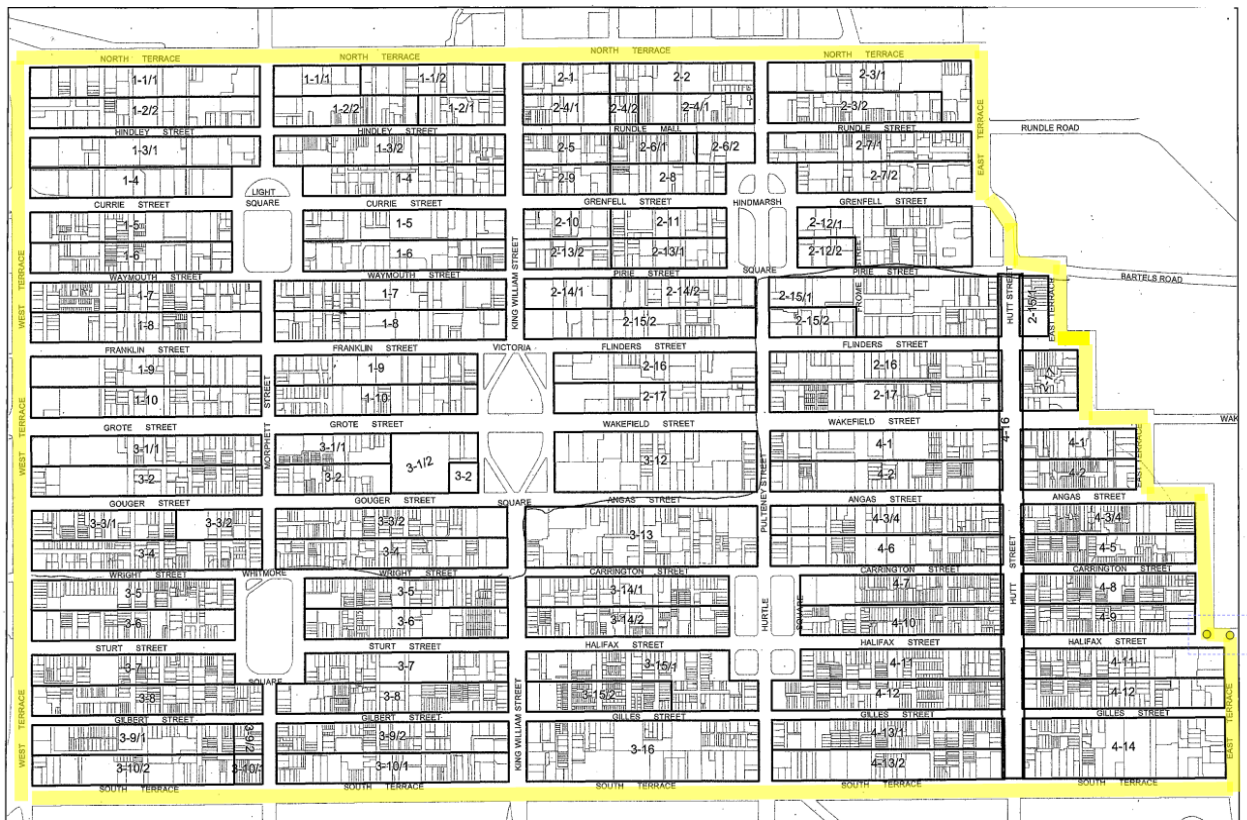 NORTH TERRACE
NORTH TERRACE
NORTH TERRACE
NORTH TERRACE
1-1/1
1-1/1
1-1/2
2-1
2-2
2-3/1
1-2/2
1-2/2
1-2/1
2-4/1
2-4/2
2-4/1
2-3/2
EAST TERRACE
HINDLEY STREET
HINDLEY STREET
RUNDLE MALL
RUNDLE STREET
RUNDLE ROAD
1-3/1
1-3/2
2-5
2-6/1
2-6/2
2-7/1
1-4
1-4
2-9
2-8
2-7/2
LIGHT
SQUARE
CURRIE STREET
CURRIE STREET
GRENFELL STREET
HINDMARSH
GRENFELL STREET
1-5
1-5
2-10
2-11
2-12/1
1-6
1-6
2-13/2
2-13/1
2-12/2
WAYMOUTH STREET
WAYMOUTH STREET
PIRIE STREET
SQUARE
PIRIE STREET
BARTELS ROAD
WEST TERRACE
KING WILLIAM STREET
FROME STREET
HUTT STREET
1-7
1-7
2-14/1
2-14/2
2-15/1
2-15/1
EAST TERRACE
1-8
1-8
2-15/2
2-15/2
FRANKLIN STREET
FRANKLIN STREET
VICTORIA
FLINDERS STREET
FLINDERS STREET
1-9
1-9
2-16
2-16
1-10
1-10
2-17
2-17
WEST TERRACE
MORPHETT STREET
GROTE STREET
GROTE STREET
WAKEFIELD STREET
WAKEFIELD STREET
WAK
4-16
3-1/1
3-1/1
3-1/2
3-12
4-1
4-1
EAST TERRACE
3-2
3-2
3-2
4-2
4-2
PULTENEY STREET
GOUGER STREET
GOUGER STREET
SQUARE
ANGAS STREET
ANGAS STREET
ANGAS STREET
3-3/1
3-3/2
3-3/2
3-13
4-3/4
4-3/4
3-4
3-4
4-6
4-5
HUTT STREET
WRIGHT STREET
WHITMORE
WRIGHT STREET
CARRINGTON STREET
CARRINGTON STREET
CARRINGTON STREET
3-5
3-5
3-14/1
4-7
4-8
3-6
3-6
3-14/2
HURTLE
SQUARE
4-10
4-9
STURT STREET
STURT STREET
HALIFAX STREET
HALIFAX STREET
HALIFAX STREET
3-7
3-7
3-15/1
4-11
4-11
SQUARE
3-8
3-8
3-15/2
4-12
4-12
WEST TERRACE
KING WILLIAM STREET
EAST TERRACE
GILBERT STREET
GILBERT STREET
GILLES STREET
GILLES STREET
GILLES STREET
3-9/1
3-9/2
3-9/2
3-16
4-13/1
4-14
3-10/2
3-10/1
4-13/2
SOUTH TERRACE
SOUTH TERRACE
SOUTH TERRACE
SOUTH TERRACE
SOUTH TERRACE